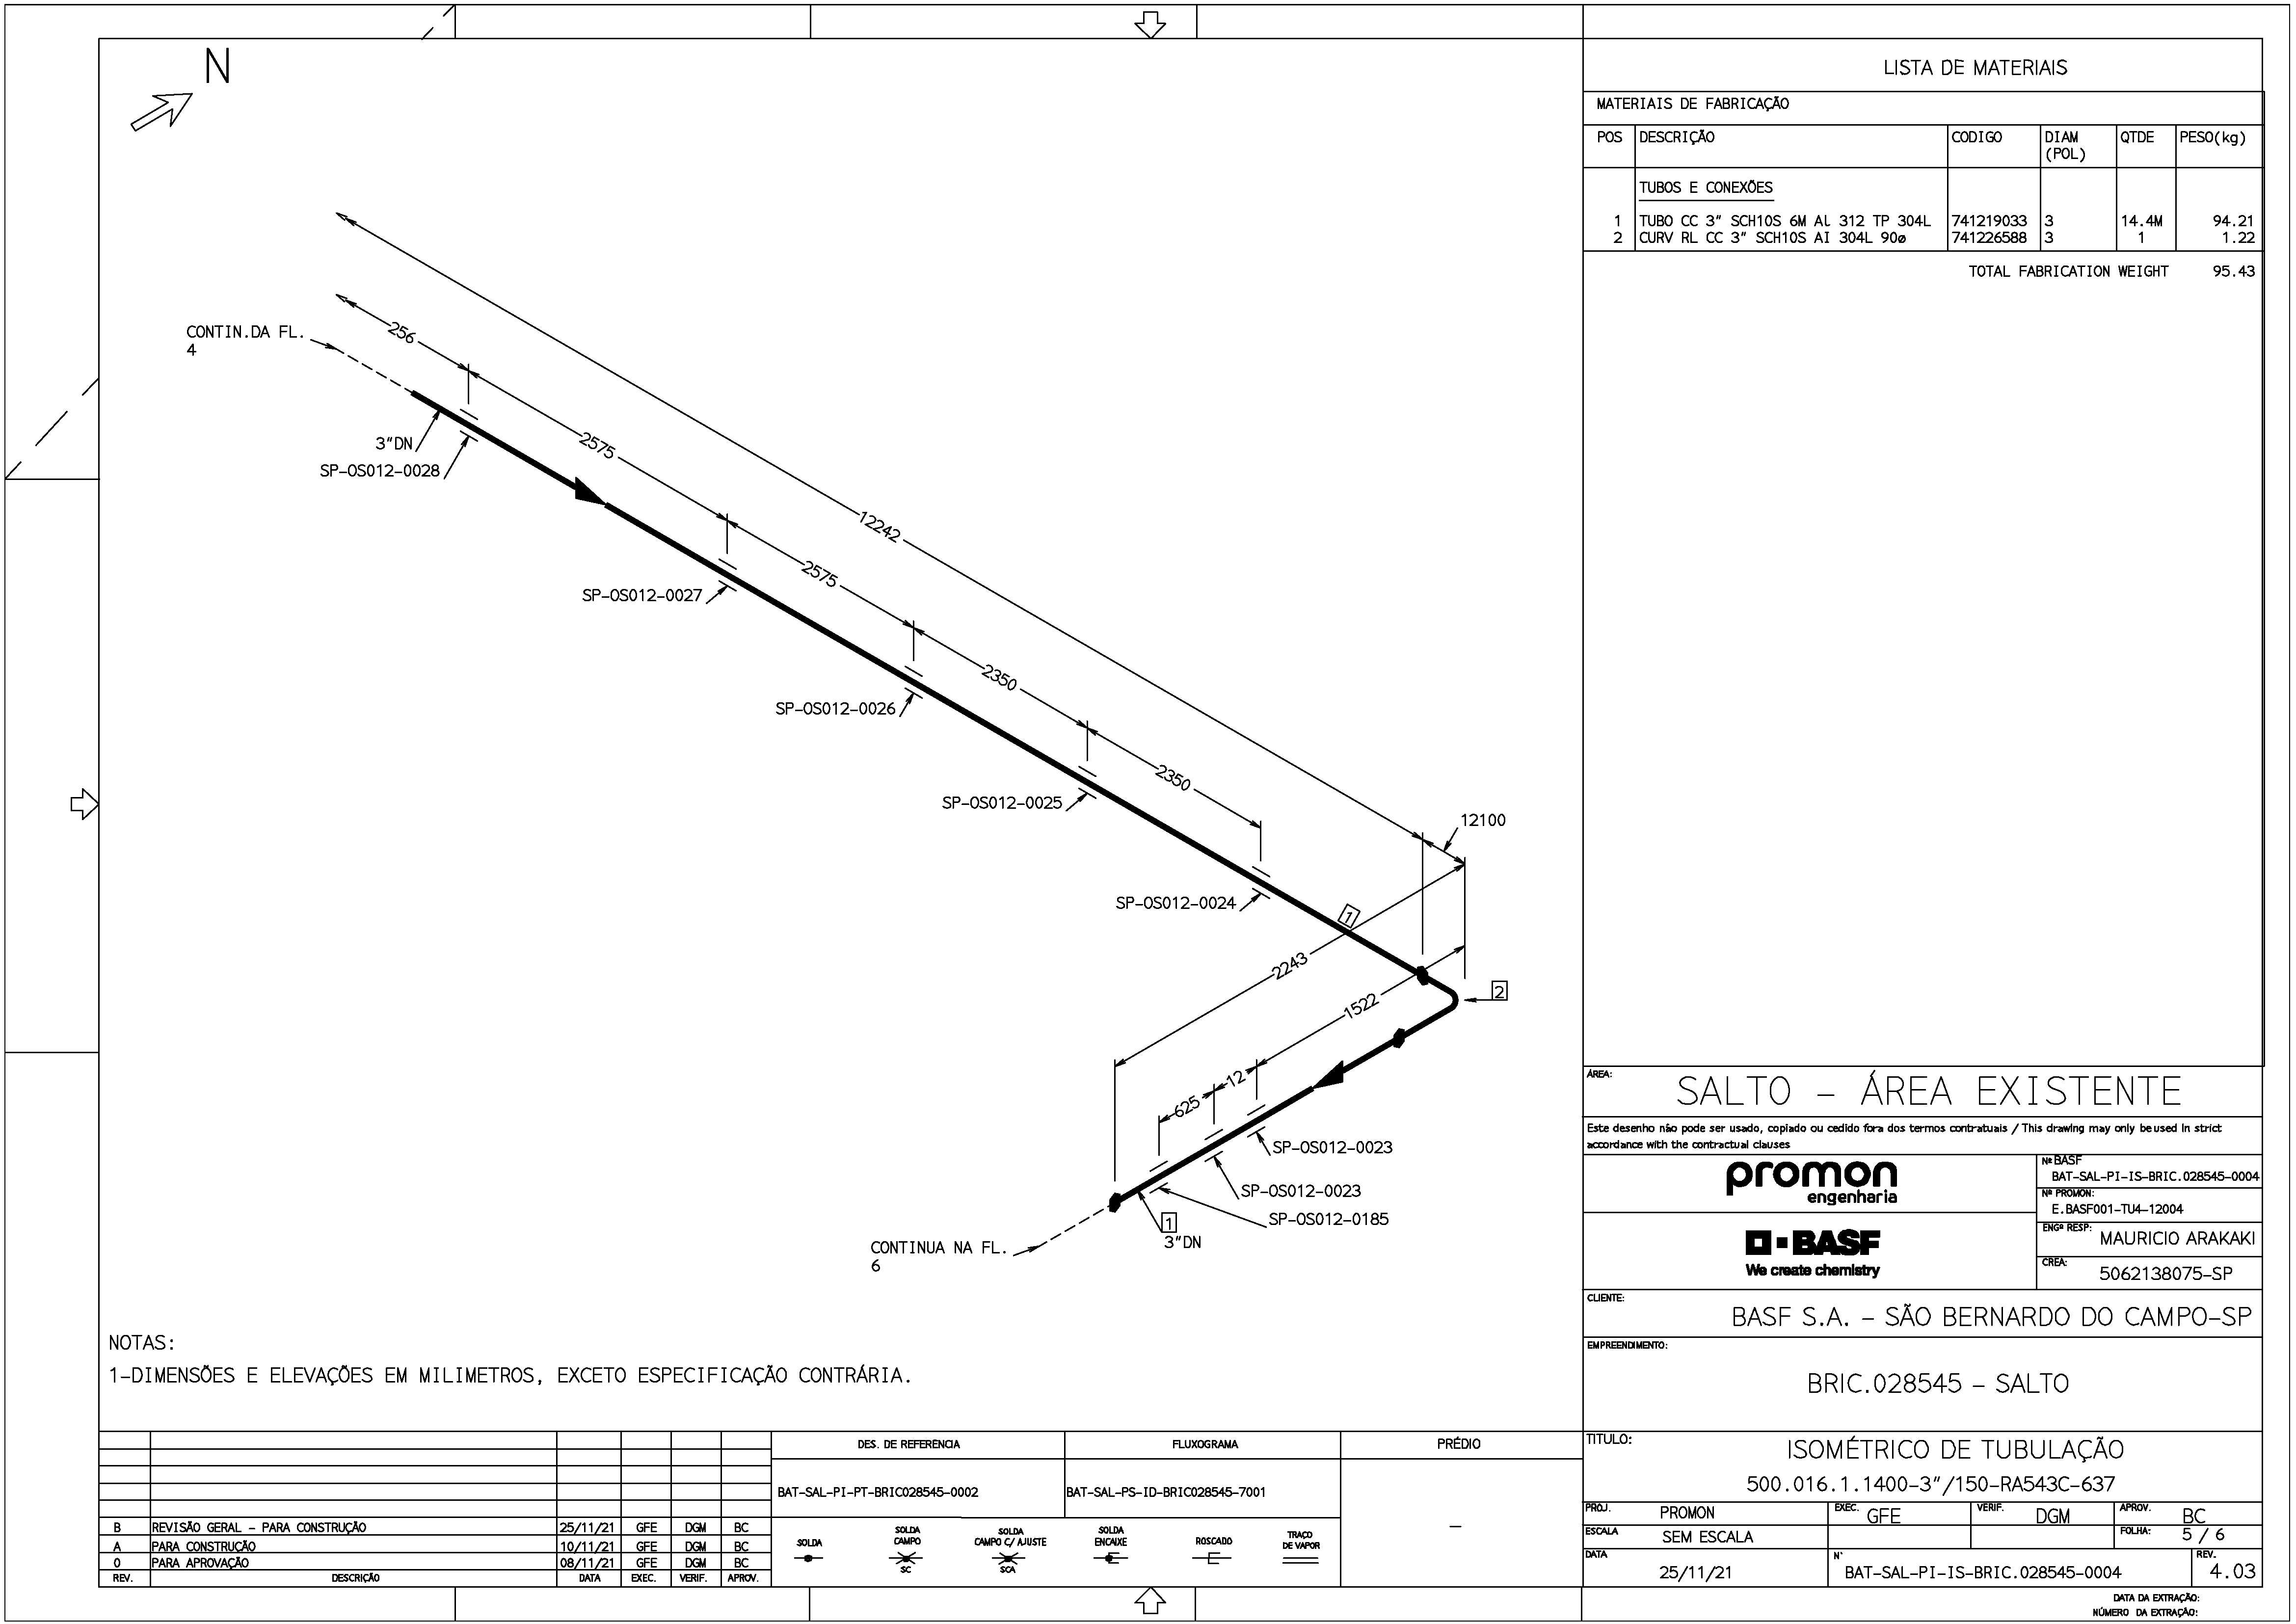 N
LISTA DE MATERIAIS
MATERIAIS DE FABRICAÇÃO
POS DESCRIÇÃO CODIGO DIAM (POL) QTDE PESO(kg)
TUBOS E CONEXÕES
1 TUBO CC 3" SCH10S 6M Al 312 TP 304L 741219033 3 14.4M 94.21
2 CURV RL CC 3" SCH10S AI 304L 90ø 741226588 3 1 1.22
TOTAL FABRICATION WEIGHT 95.43
CONTIN.DA FL.
4
256
3"DN
SP-OS012-0028
2575
12242
2575
SP-OS012-0027
2350
SP-OS012-0026
2350
SP-OS012-0025
12100
SP-OS012-0024
1
2243
2
1522
12
625
SP-OS012-0023
SP-OS012-0023
SP-OS012-0185
1
3"DN
CONTINUA NA FL.
6
NOTAS:
1-DIMENSÕES E ELEVAÇÕES EM MILIMETROS, EXCETO ESPECIFICAÇÃO CONTRÁRIA.
ÁREA:
SALTO - ÁREA EXISTENTE
Este desenho não pode ser usado, copiado ou cedido fora dos termos contratuais / This drawing may only be used in strict
accordance with the contractual clauses
promon
engenharia
Nº BASF
BAT-SAL-PI-IS-BRIC.028545-0004
Nº PROMON:
E.BASF001-TU4-12004
BASF
We create chemistry
ENGº RESP:
MAURICIO ARAKAKI
CREA:
5062138075-SP
CLIENTE:
BASF S.A. - SÃO BERNARDO DO CAMPO-SP
EMPREENDIMENTO:
BRIC.028545 - SALTO
TITULO:
ISOMÉTRICO DE TUBULAÇÃO
500.016.1.1400-3"/150-RA543C-637
PROJ. PROMON EXEC. GFE VERIF. DGM APROV. BC
ESCALA SEM ESCALA FOLHA: 5 / 6
DATA 25/11/21 N° BAT-SAL-PI-IS-BRIC.028545-0004 REV. 4.03
DATA DA EXTRAÇÃO:
NÚMERO DA EXTRAÇÃO:
B REVISÃO GERAL - PARA CONSTRUÇÃO 25/11/21 GFE DGM BC
A PARA CONSTRUÇÃO 10/11/21 GFE DGM BC
0 PARA APROVAÇÃO 08/11/21 GFE DGM BC
REV. DESCRIÇÃO DATA EXEC. VERIF. APROV.
DES. DE REFERÊNCIA FLUXOGRAMA PRÉDIO
BAT-SAL-PI-PT-BRIC028545-0002 BAT-SAL-PS-ID-BRIC028545-7001 -
SOLDA
SOLDA CAMPO
SC
SOLDA CAMPO C/ AJUSTE
SCA
SOLDA ENCAIXE
ROSCADO
TRAÇO DE VAPOR